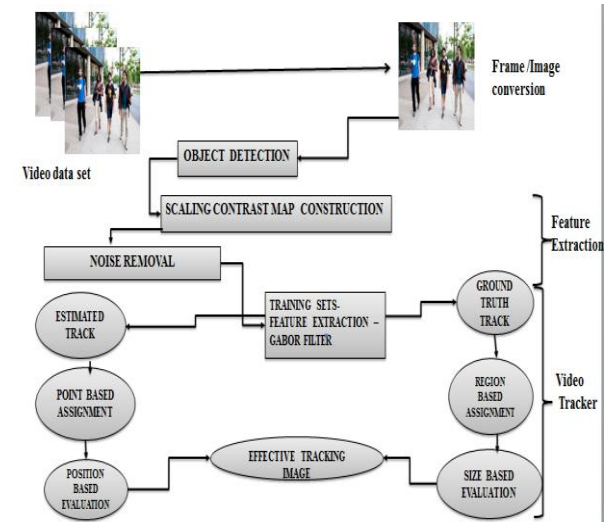 Frame /Image
conversion
Video data set
OBJECT DETECTION
SCALING CONTRAST MAP CONSTRUCTION
Feature
Extraction
NOISE REMOVAL
TRAINING SETS-
FEATURE EXTRACTION –
GABOR FILTER
GROUND
TRUTH
TRACK
ESTIMATED
TRACK
POINT BASED
ASSIGNMENT
REGION
BASED
ASSIGNMENT
Video
Tracker
POSITION
BASED
EVALUATION
EFFECTIVE TRACKING
IMAGE
SIZE BASED
EVALUATION